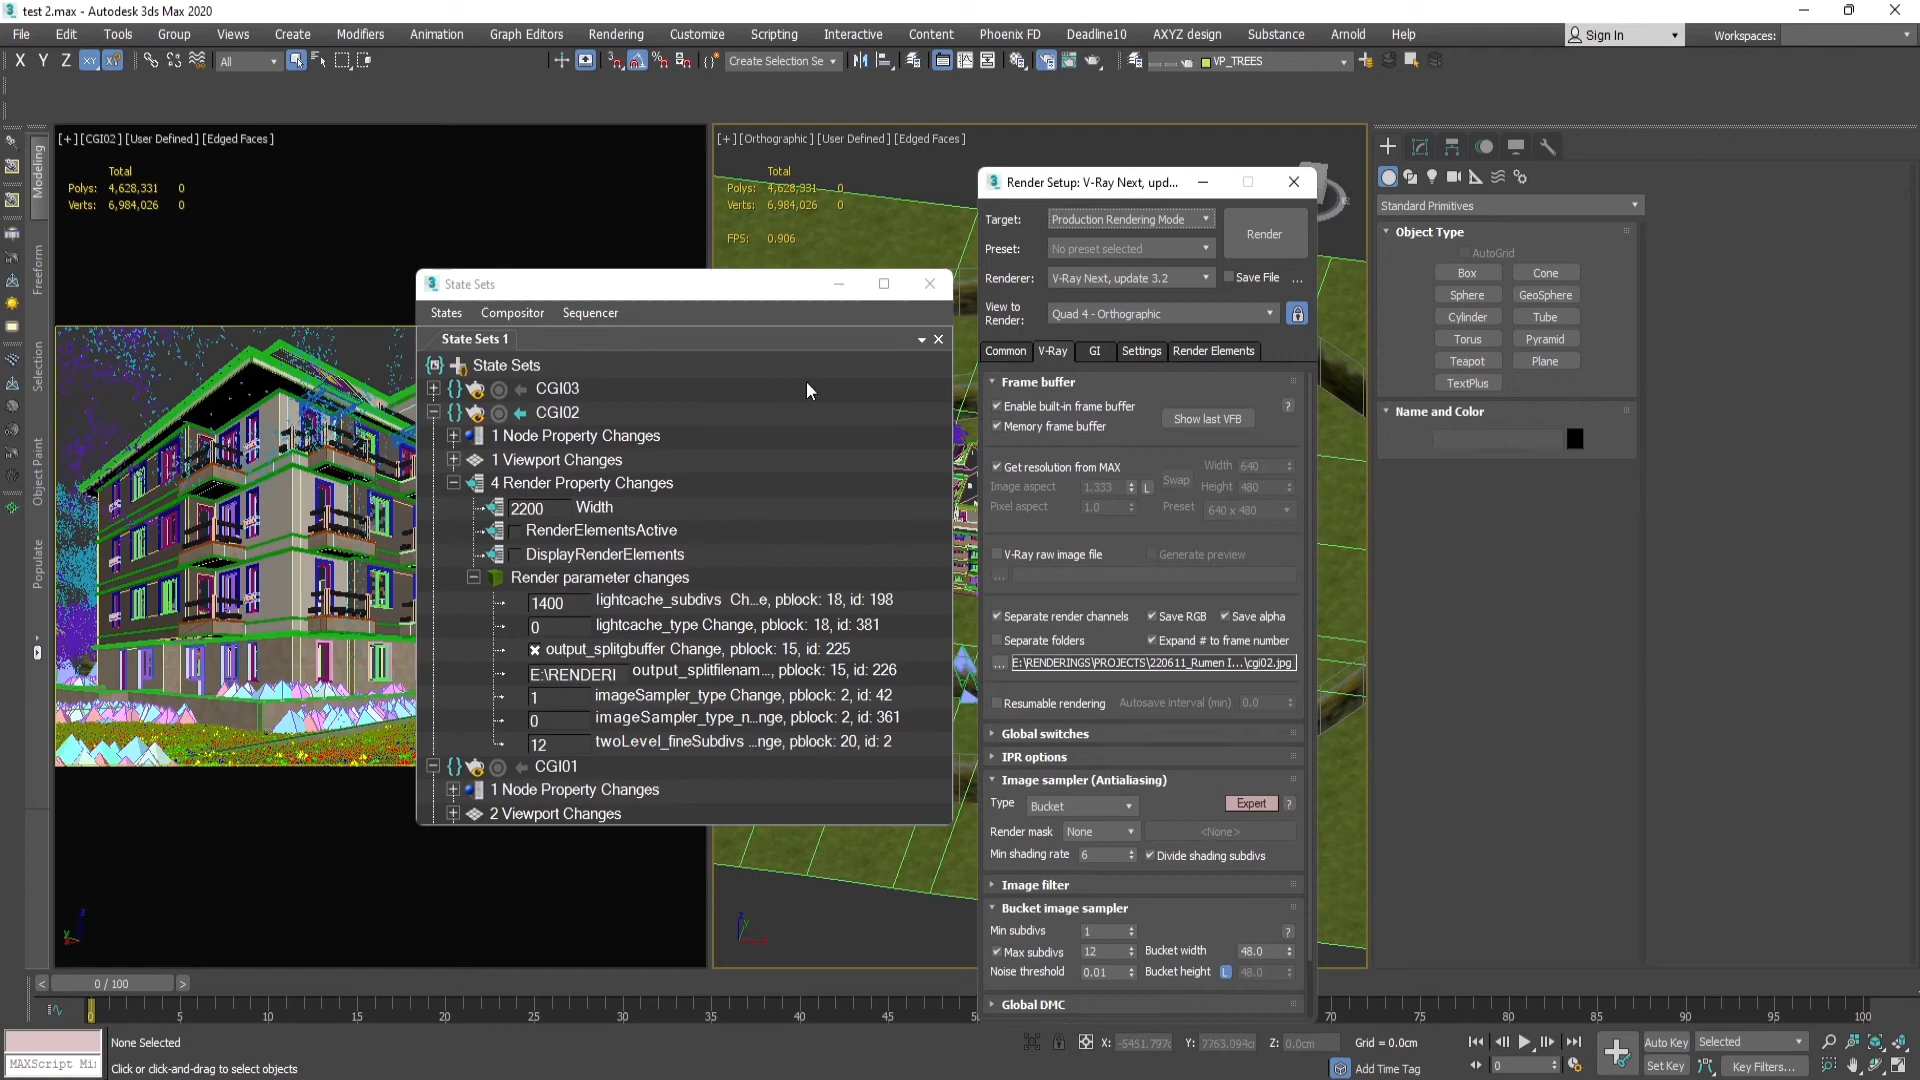 test 2.max - Autodesk 3ds Max 2020
File Edit Tools Group Views Create Modifiers Animation Graph Editors Rendering Customize Scripting Interactive Content Phoenix FD Deadline10 AXYZ design Substance Arnold Help Sign In Workspaces:
X Y Z XY All Create Selection Se VP_TREES
[+] [CGI02] [User Defined] [Edged Faces]
Total
Polys: 4,628,331 0
Verts: 6,984,026 0
[+] [Orthographic] [User Defined] [Edged Faces]
Total
Polys: 4,628,331 0
Verts: 6,984,026 0
FPS: 0.906
Modeling
Freeform
Selection
Object Paint
Populate
State Sets
States Compositor Sequencer
State Sets 1
State Sets
CGI03
CGI02
1 Node Property Changes
1 Viewport Changes
4 Render Property Changes
2200 Width
RenderElementsActive
DisplayRenderElements
Render parameter changes
1400 lightcache_subdivs Ch...e, pblock: 18, id: 198
0 lightcache_type Change, pblock: 18, id: 381
output_splitgbuffer Change, pblock: 15, id: 225
E:\RENDERI output_splitfilenam..., pblock: 15, id: 226
1 imageSampler_type Change, pblock: 2, id: 42
0 imageSampler_type_n...nge, pblock: 2, id: 361
12 twoLevel_fineSubdivs ...nge, pblock: 20, id: 2
CGI01
1 Node Property Changes
2 Viewport Changes
Render Setup: V-Ray Next, upd...
Target: Production Rendering Mode
Render
Preset: No preset selected
Renderer: V-Ray Next, update 3.2 Save File ...
View to Render: Quad 4 - Orthographic
Common V-Ray GI Settings Render Elements
Frame buffer
Enable built-in frame buffer ?
Memory frame buffer Show last VFB
Get resolution from MAX Swap Width 640
Image aspect 1.333 L Height 480
Pixel aspect 1.0 Preset 640 x 480
V-Ray raw image file Generate preview
...
Separate render channels Save RGB Save alpha
Separate folders Expand # to frame number
... E:\RENDERINGS\PROJECTS\220611_Rumen I...\cgi02.jpg
Resumable rendering Autosave interval (min) 0.0
Global switches
IPR options
Image sampler (Antialiasing)
Type Bucket Expert ?
Render mask None <None>
Min shading rate 6 Divide shading subdivs
Image filter
Bucket image sampler
Min subdivs 1 ?
Max subdivs 12 Bucket width 48.0
Noise threshold 0.01 Bucket height L 48.0
Global DMC
Standard Primitives
Object Type
AutoGrid
Box Cone
Sphere GeoSphere
Cylinder Tube
Torus Pyramid
Teapot Plane
TextPlus
Name and Color
< 0 / 100 >
0 5 10 15 20 25 30 35 40 45 70 75 80 85 90 95 100
None Selected
Click or click-and-drag to select objects
MAXScript Mi
X: -5451.797c Y: 7763.094c Z: 0.0cm Grid = 0.0cm
Add Time Tag
0
Auto Key Selected
Set Key Key Filters...